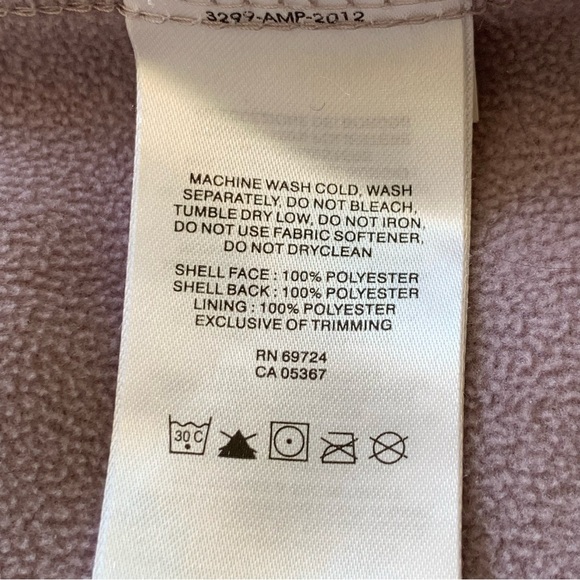 3299-AMP-2012
MACHINE WASH COLD, WASH
SEPARATELY, DO NOT BLEACH,
TUMBLE DRY LOW, DO NOT IRON,
DO NOT USE FABRIC SOFTENER,
DO NOT DRYCLEAN
SHELL FACE : 100% POLYESTER
SHELL BACK : 100% POLYESTER
LINING : 100% POLYESTER
EXCLUSIVE OF TRIMMING
RN 69724
CA 05367
30 C